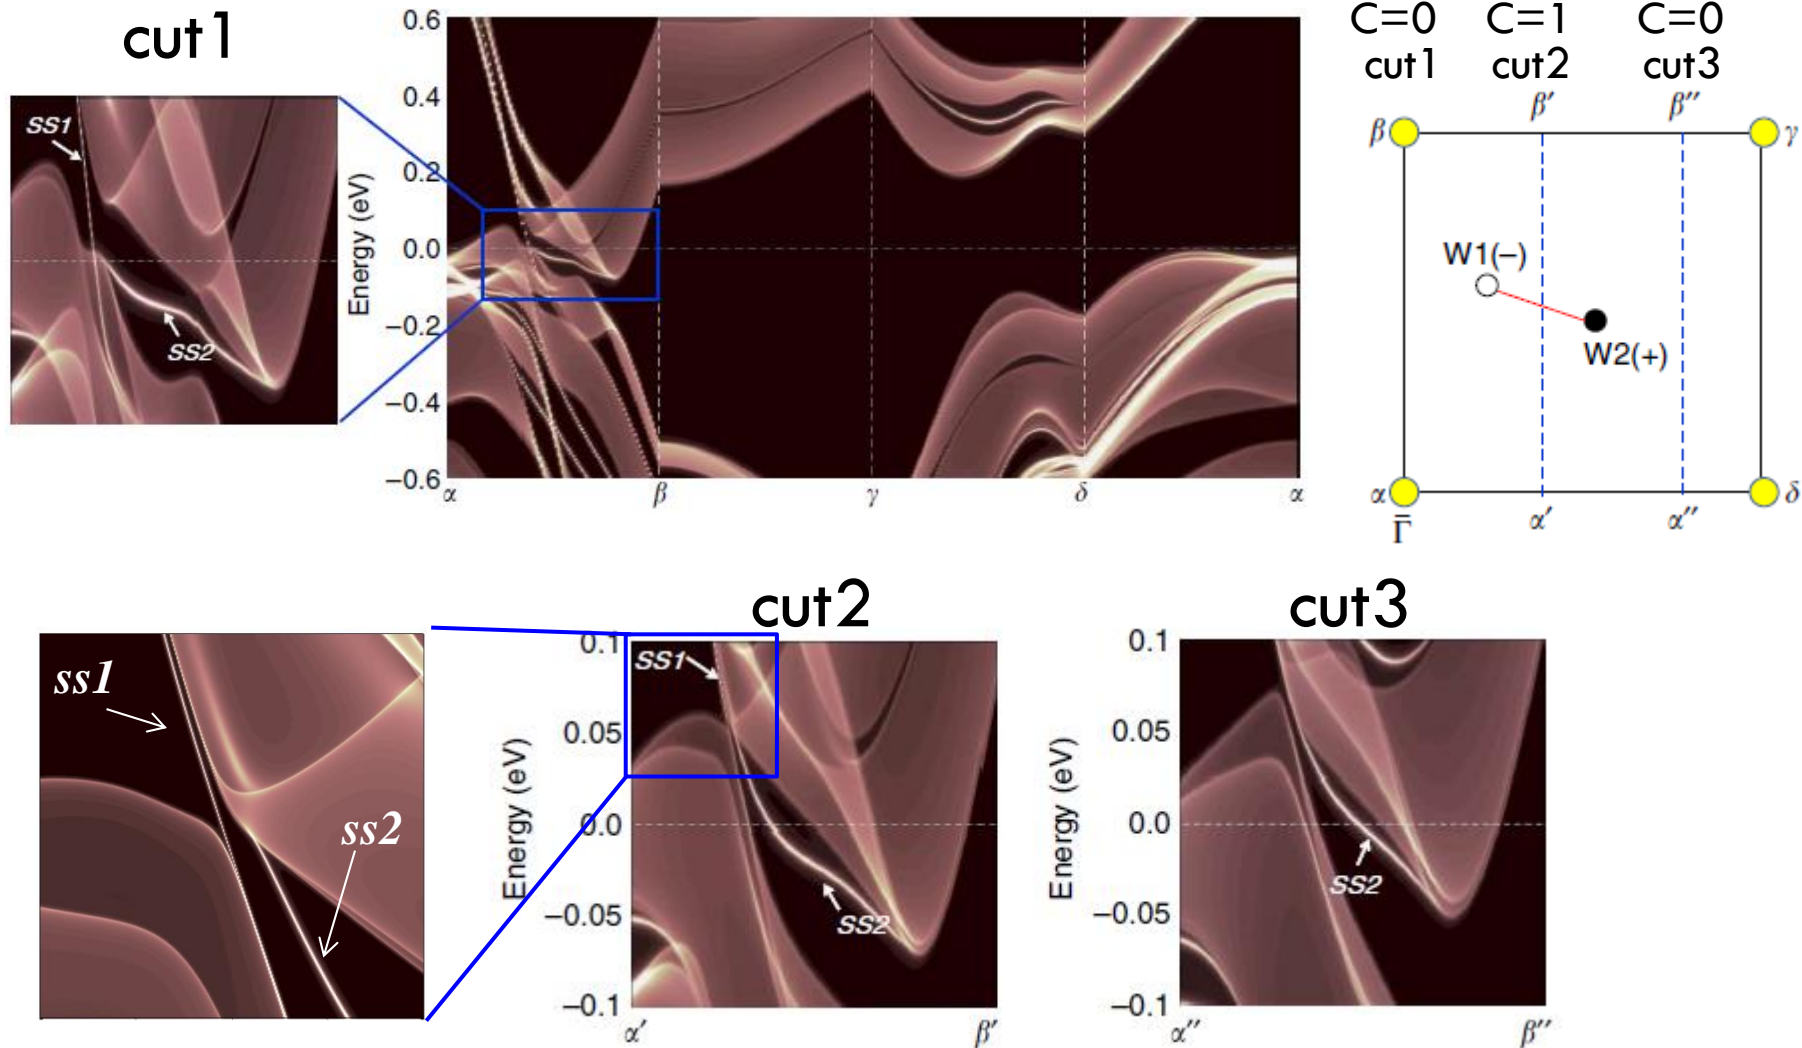 cut1
SS1
SS2
Energy (eV)
0.6
0.4
0.2
0.0
−0.2
−0.4
−0.6
α β γ δ α
C=0 C=1 C=0
cut1 cut2 cut3
β′ β″
β γ
W1(−)
W2(+)
α α′ α″ δ
Γ̄
ss1
ss2
cut2
SS1
SS2
Energy (eV)
0.1
0.05
0.0
−0.05
−0.1
α′ β′
cut3
SS2
Energy (eV)
0.1
0.05
0.0
−0.05
−0.1
α″ β″